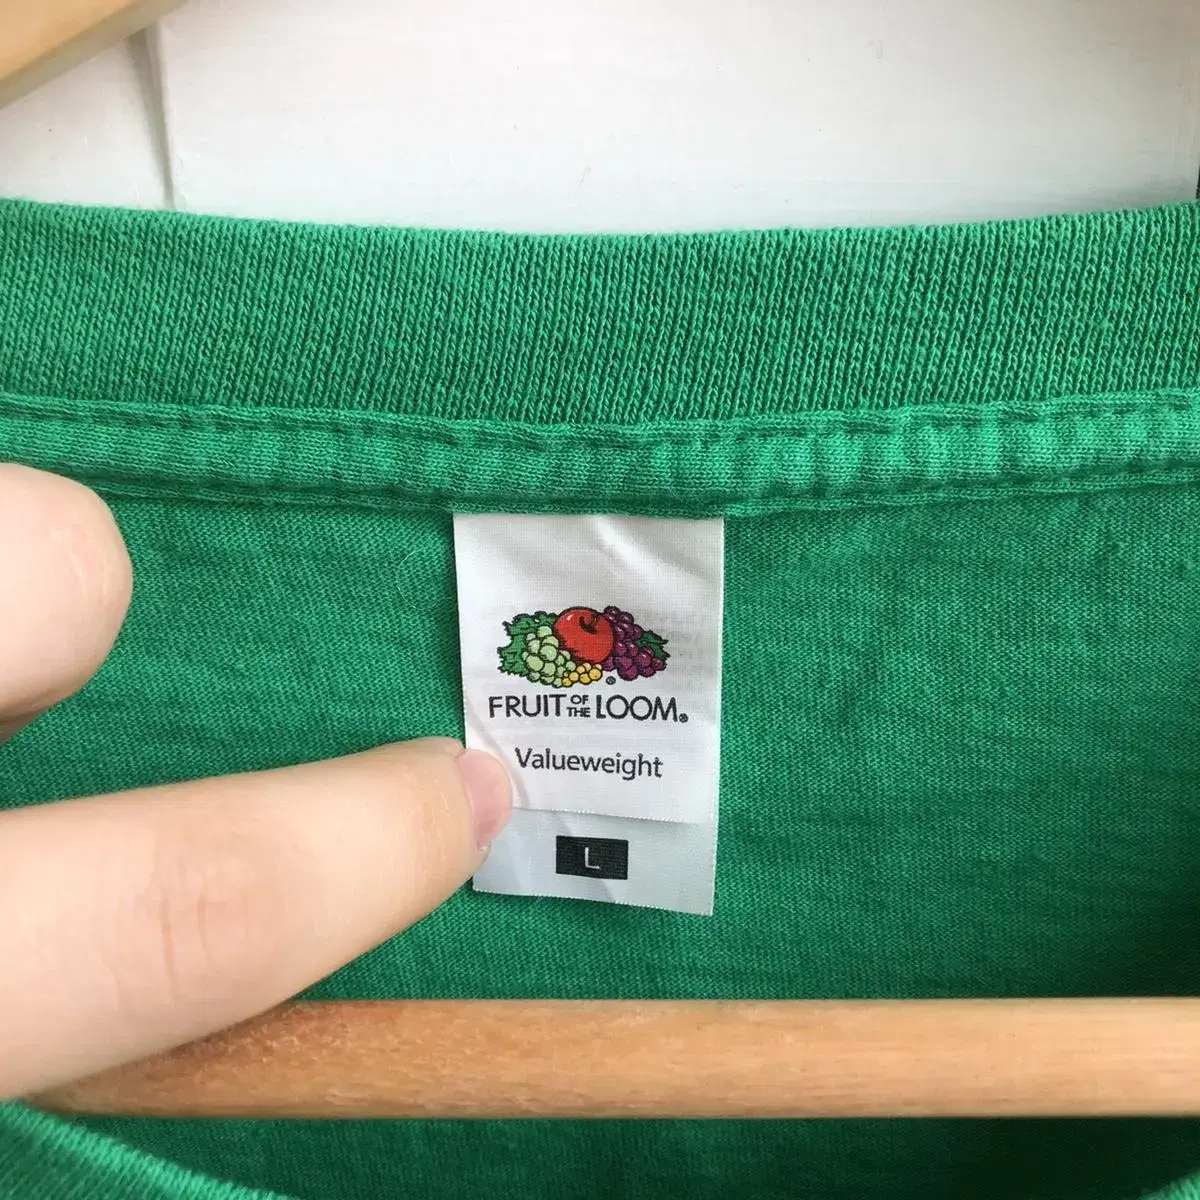 FRUIT OF THE LOOM®
Valueweight
L